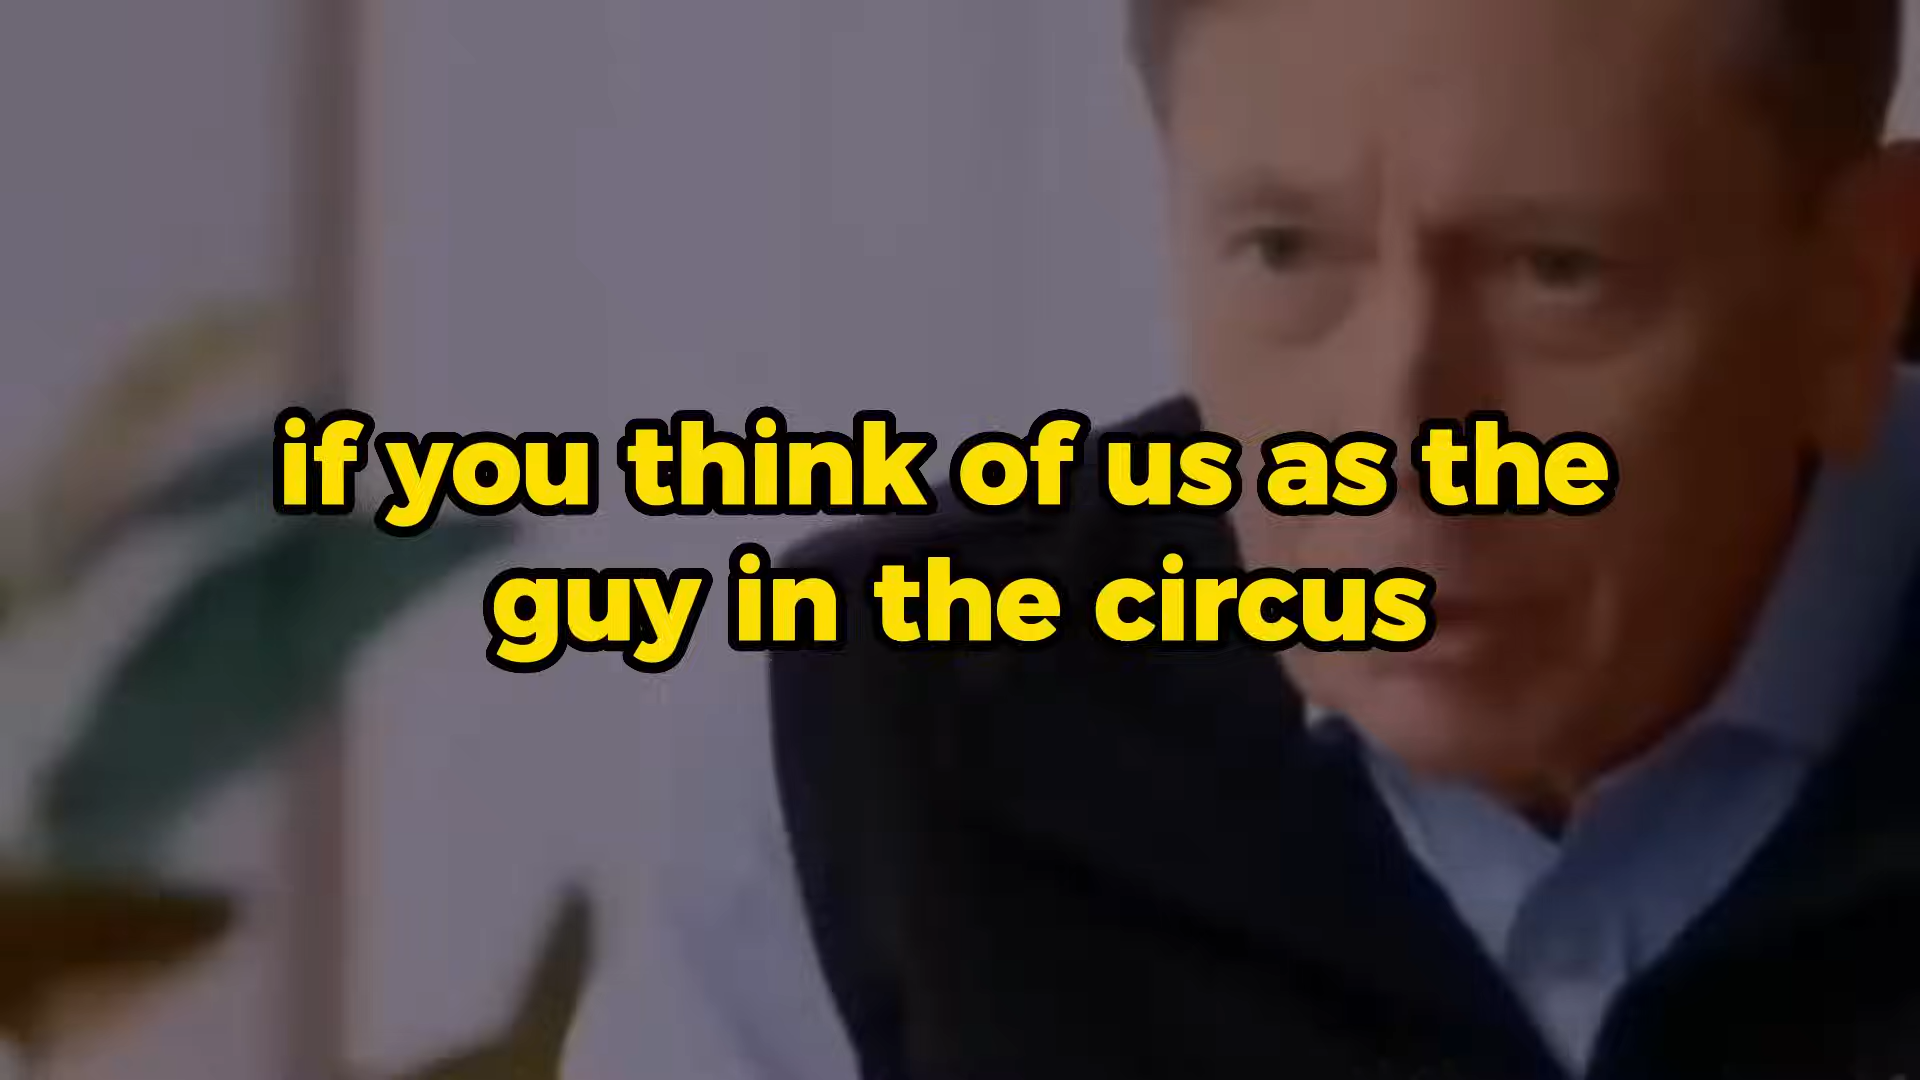 if you think of us as the
guy in the circus